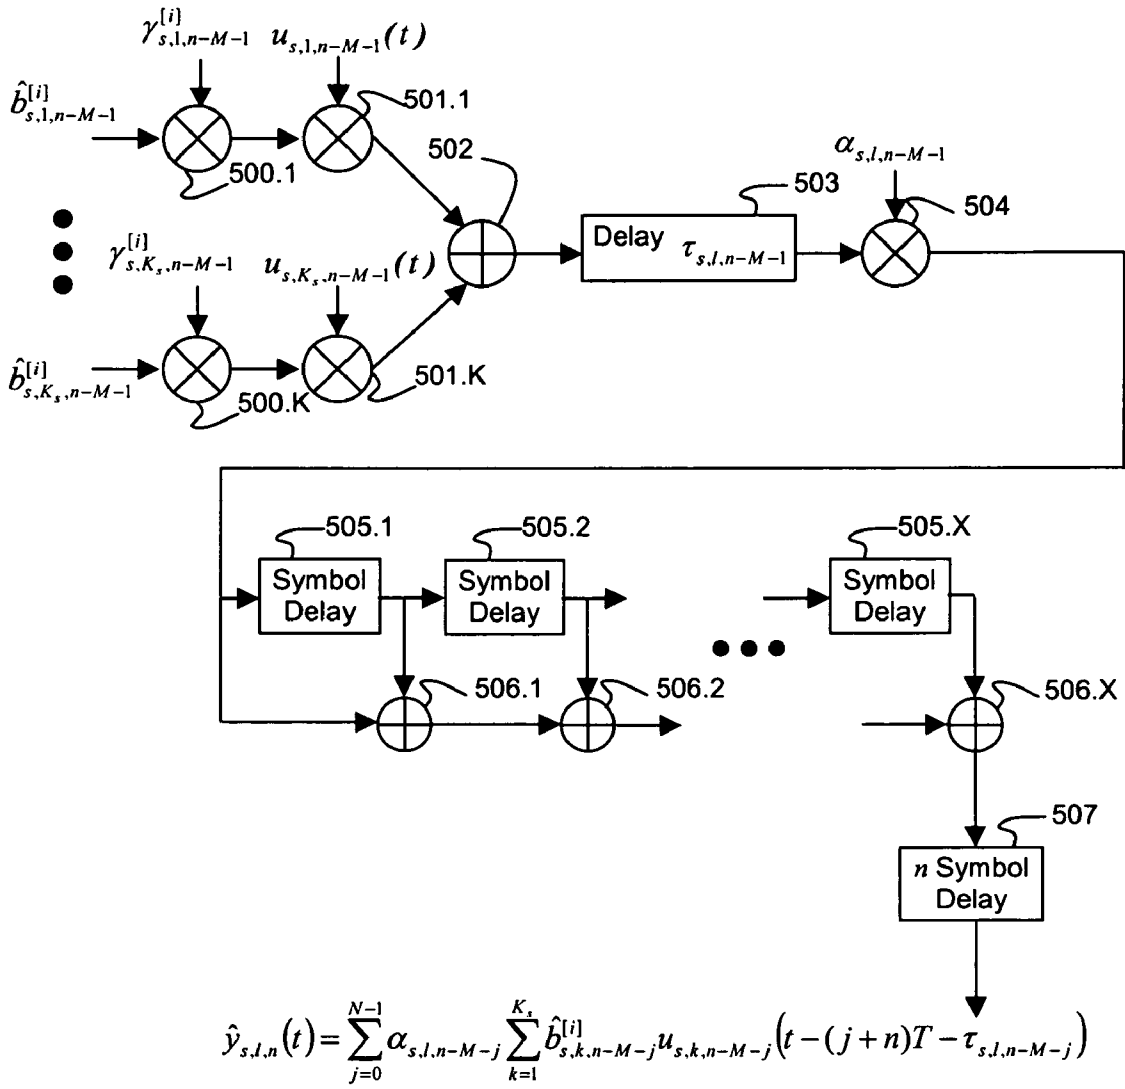 γ^{[i]}_{s,1,n−M−1} u_{s,1,n−M−1}(t)
b̂^{[i]}_{s,1,n−M−1}
501.1
502
500.1
α_{s,l,n−M−1}
503
504
Delay τ_{s,l,n−M−1}
γ^{[i]}_{s,K_s,n−M−1} u_{s,K_s,n−M−1}(t)
b̂^{[i]}_{s,K_s,n−M−1}
501.K
500.K
505.1
505.2
505.X
Symbol
Delay
Symbol
Delay
Symbol
Delay
506.1
506.2
506.X
507
n Symbol
Delay
ŷ_{s,l,n}(t) = ∑_{j=0}^{N−1} α_{s,l,n−M−j} ∑_{k=1}^{K_s} b̂^{[i]}_{s,k,n−M−j} u_{s,k,n−M−j}(t − (j+n)T − τ_{s,l,n−M−j})